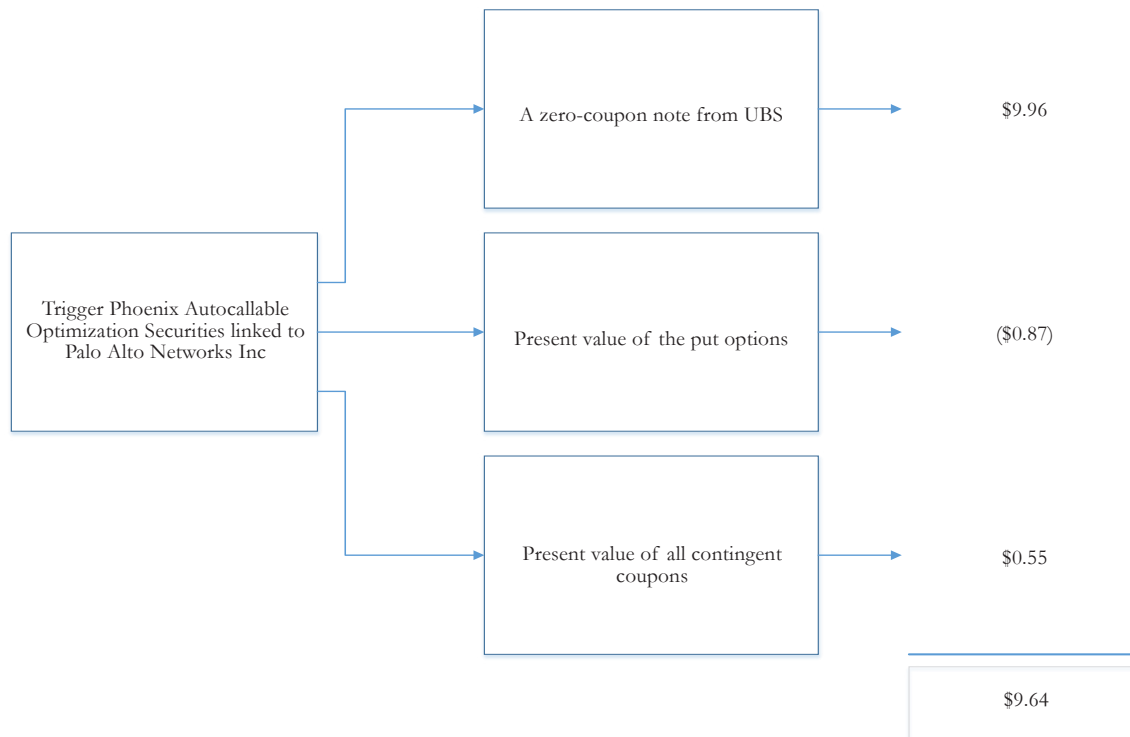 A zero-coupon note from UBS
$9.96
Trigger Phoenix Autocallable
Optimization Securities linked to
Palo Alto Networks Inc
Present value of the put options
($0.87)
Present value of all contingent
coupons
$0.55
$9.64